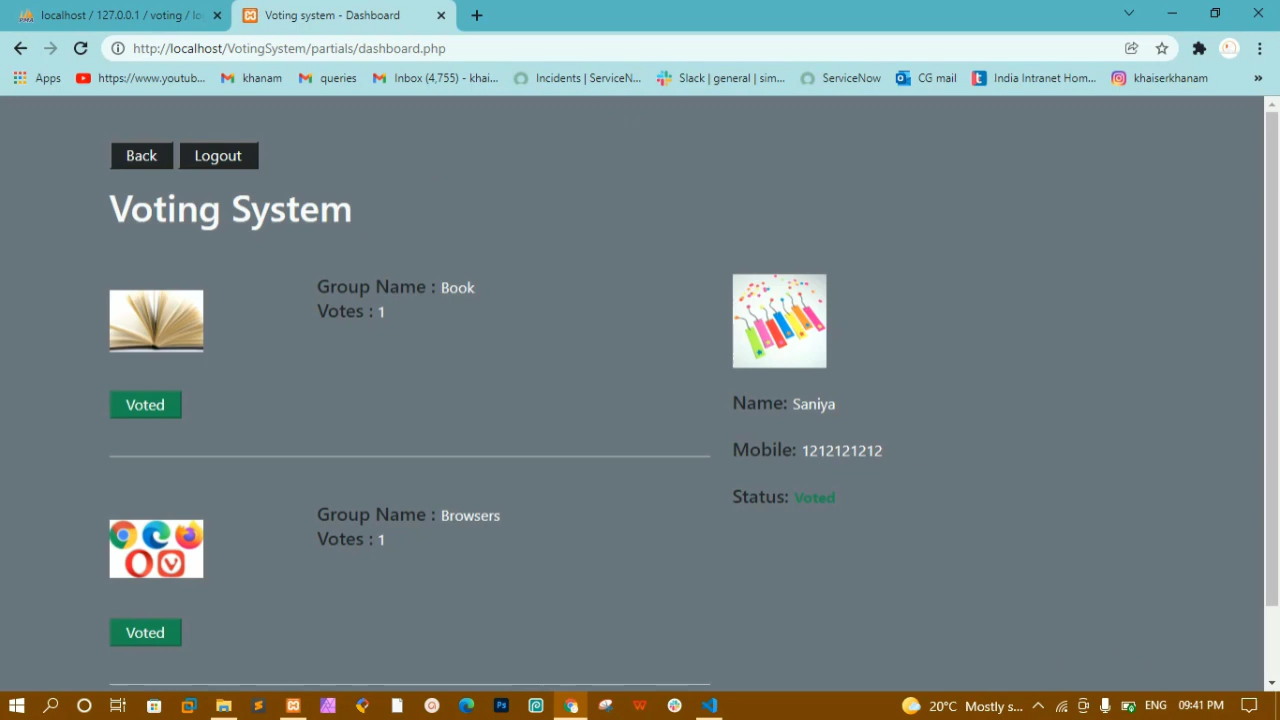 localhost / 127.0.0.1 / voting / lo
Voting system - Dashboard
http://localhost/VotingSystem/partials/dashboard.php
Apps
https://www.youtub...
khanam
queries
Inbox (4,755) - khai...
Incidents | ServiceN...
Slack | general | sim...
ServiceNow
CG mail
India Intranet Hom...
khaiserkhanam
»
Back
Logout
Voting System
Group Name : Book
Votes : 1
Voted
Group Name : Browsers
Votes : 1
Voted
Name: Saniya
Mobile: 1212121212
Status: Voted
20°C Mostly s...
ENG
09:41 PM